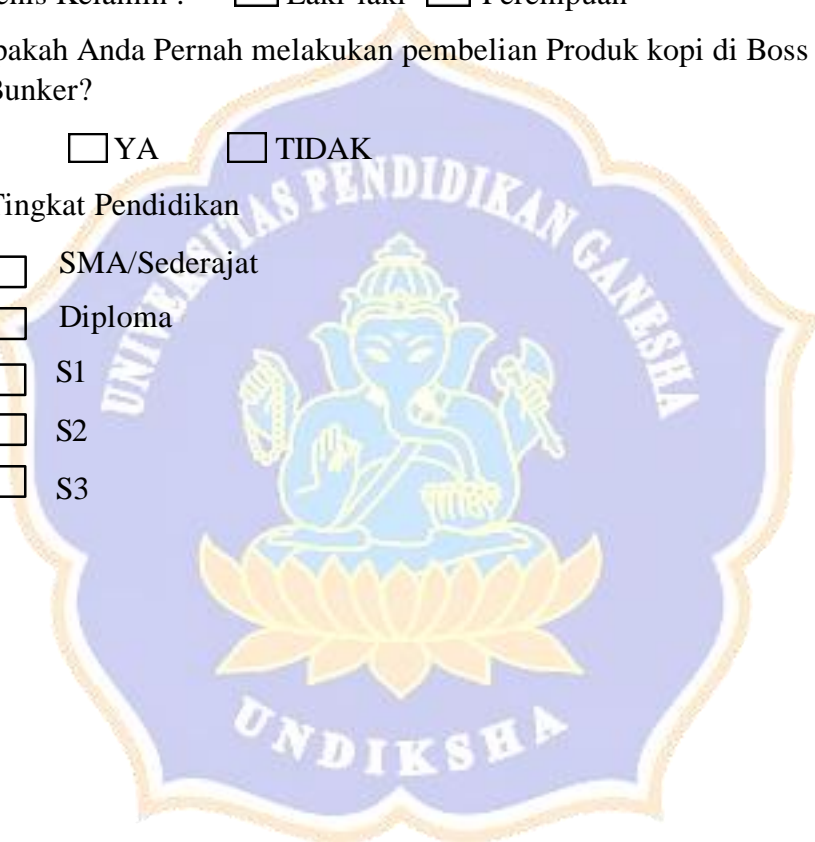 enis Kelamin : Laki-laki Perempuan
pakah Anda Pernah melakukan pembelian Produk kopi di Boss
Bunker?
YA TIDAK
Tingkat Pendidikan
SMA/Sederajat
Diploma
S1
S2
S3
UNIVERSITAS PENDIDIKAN GANESHA
UNDIKSHA